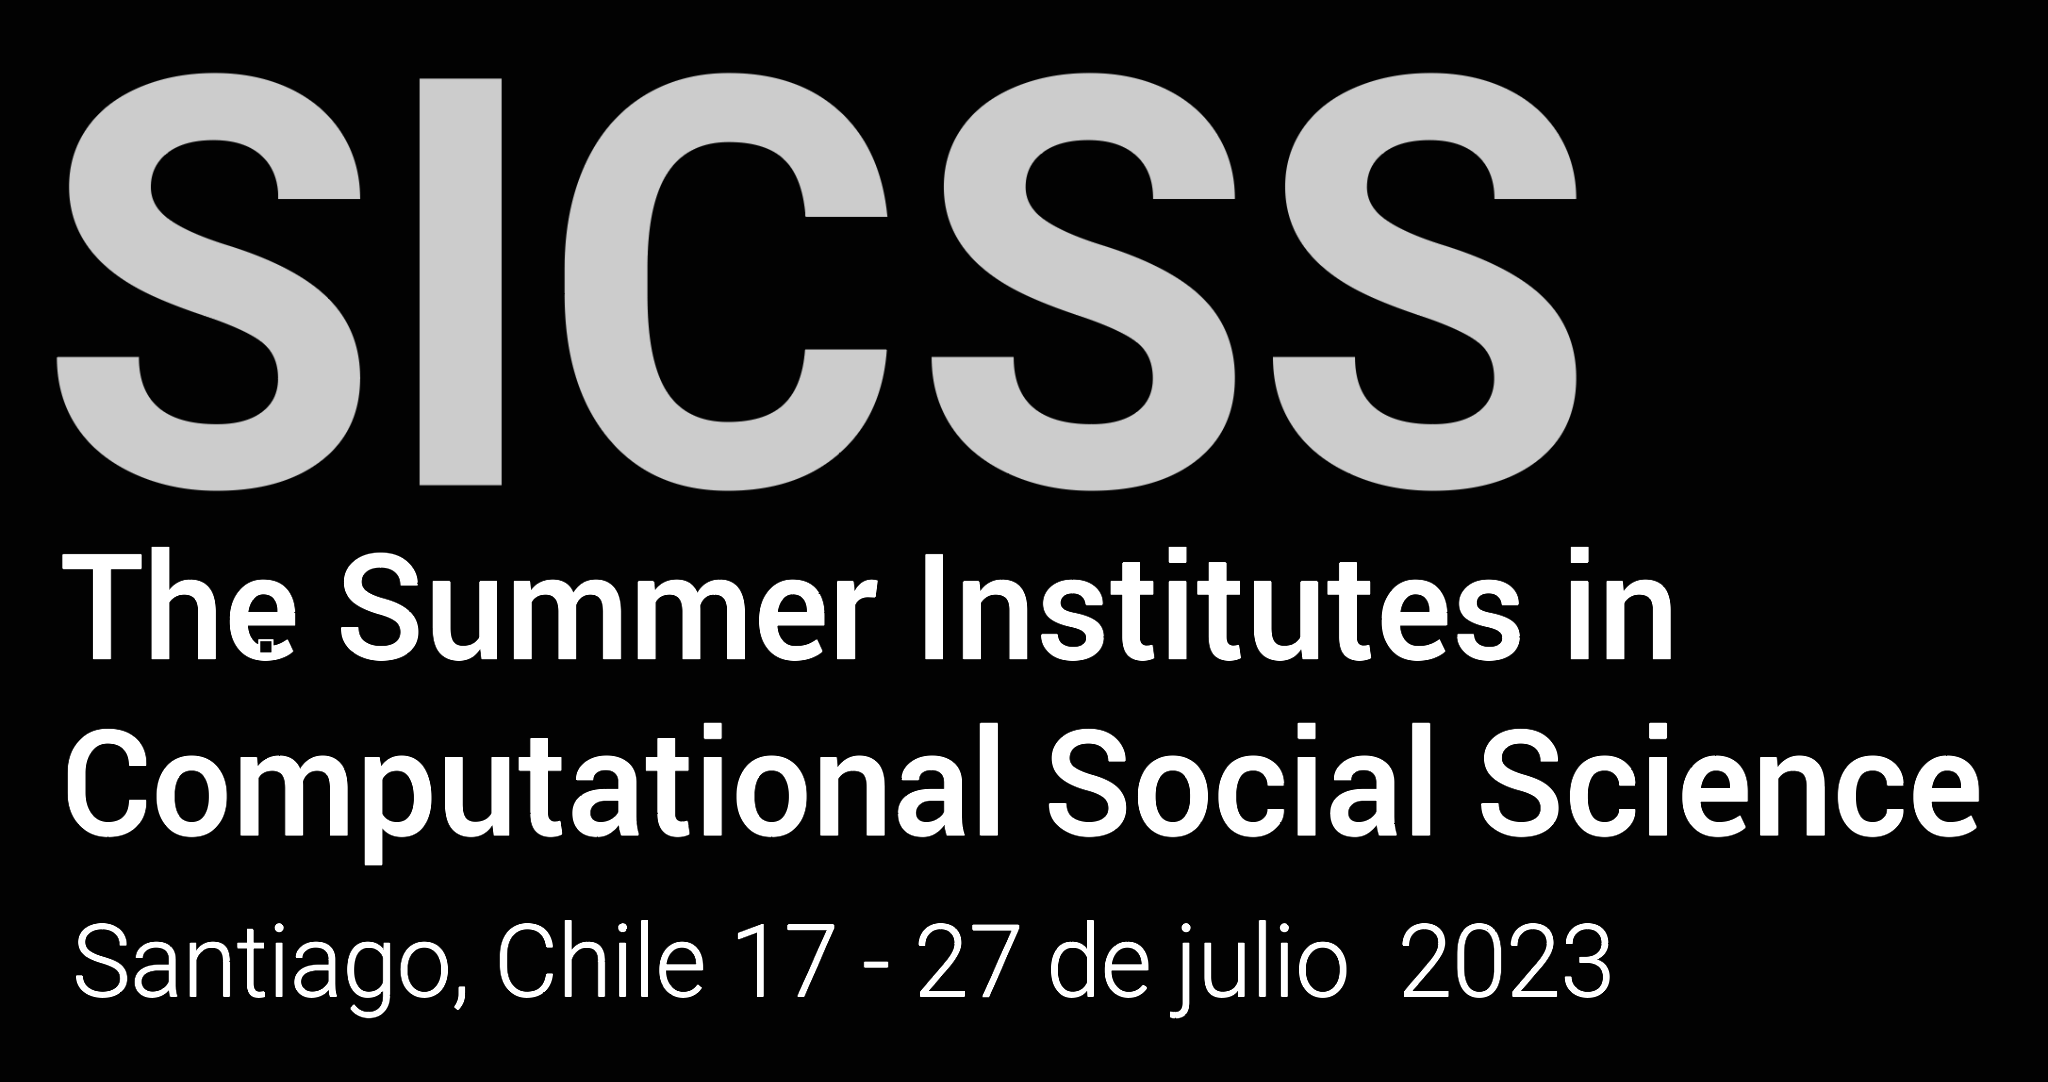 SICSS
The Summer Institutes in
Computational Social Science
Santiago, Chile 17 - 27 de julio 2023